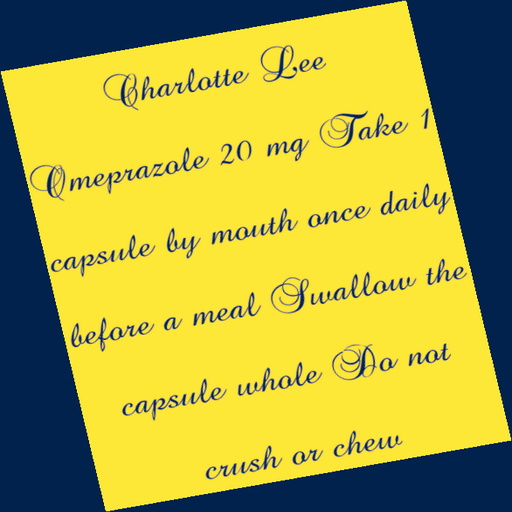 Charlotte Lee
Omeprazole 20 mg Take 1
capsule by mouth once daily
before a meal Swallow the
capsule whole Do not
crush or chew